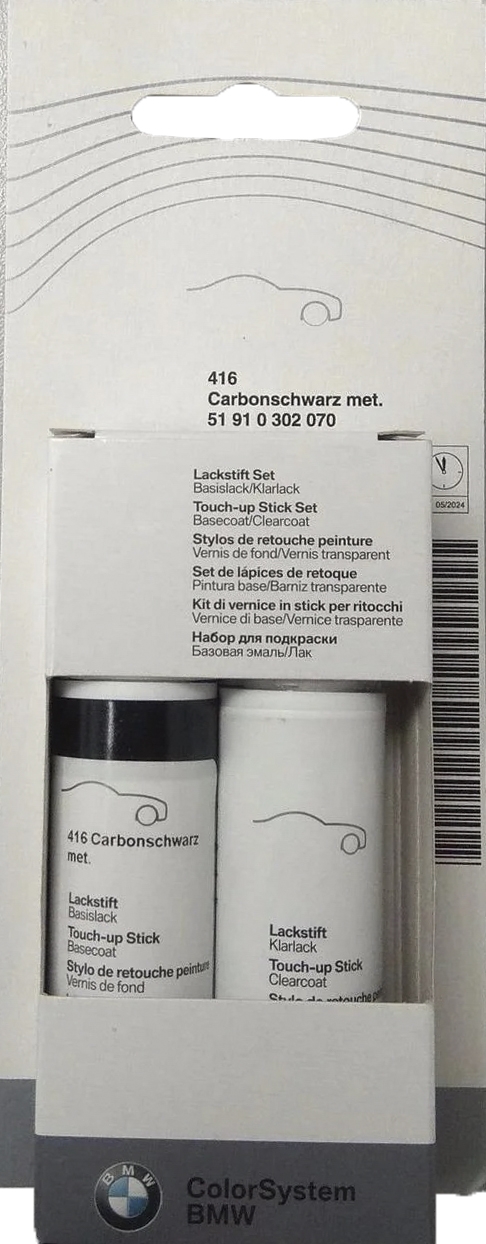 416
Carbonschwarz met.
51 91 0 302 070
05/2024
Lackstift Set
Basislack/Klarlack
Touch-up Stick Set
Basecoat/Clearcoat
Stylos de retouche peinture
Vernis de fond/Vernis transparent
Set de lápices de retoque
Pintura base/Barniz transparente
Kit di vernice in stick per ritocchi
Vernice di base/Vernice trasparente
Набор для подкраски
Базовая эмаль/Лак
416 Carbonschwarz
met.
Lackstift
Basislack
Touch-up Stick
Basecoat
Stylo de retouche peinture
Vernis de fond
Lackstift
Klarlack
Touch-up Stick
Clearcoat
Stylo de retouche
BMW
ColorSystem
BMW